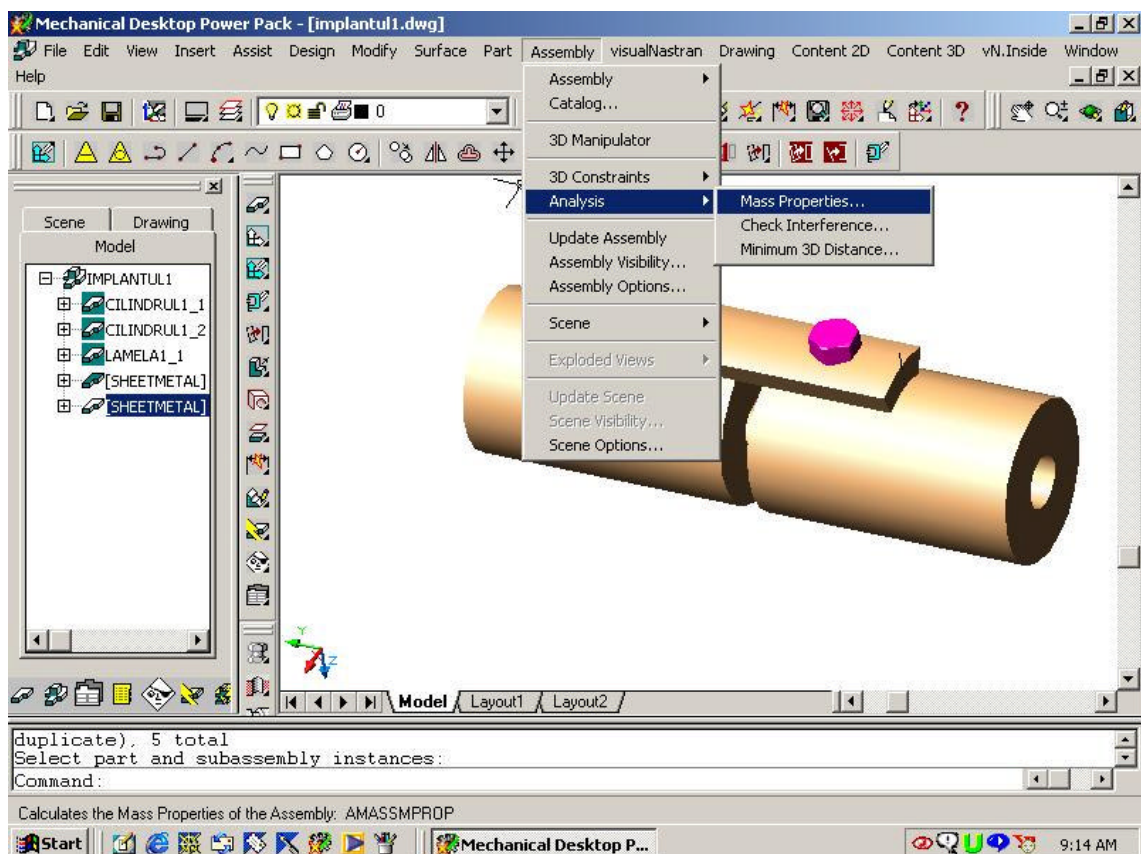 Mechanical Desktop Power Pack - [implantul1.dwg]
File Edit View Insert Assist Design Modify Surface Part Assembly visualNastran Drawing Content 2D Content 3D vN.Inside Window
Help
0
Assembly
Catalog...
3D Manipulator
3D Constraints
Analysis
Update Assembly
Assembly Visibility...
Assembly Options...
Scene
Exploded Views
Update Scene
Scene Visibility...
Scene Options...
Mass Properties...
Check Interference...
Minimum 3D Distance...
Scene Drawing
Model
IMPLANTUL1
CILINDRUL1_1
CILINDRUL1_2
LAMELA1_1
[SHEETMETAL]
[SHEETMETAL]
Y
Z
Model Layout1 Layout2
duplicate), 5 total
Select part and subassembly instances:
Command:
Calculates the Mass Properties of the Assembly: AMASSMPROP
Start Mechanical Desktop P... 9:14 AM